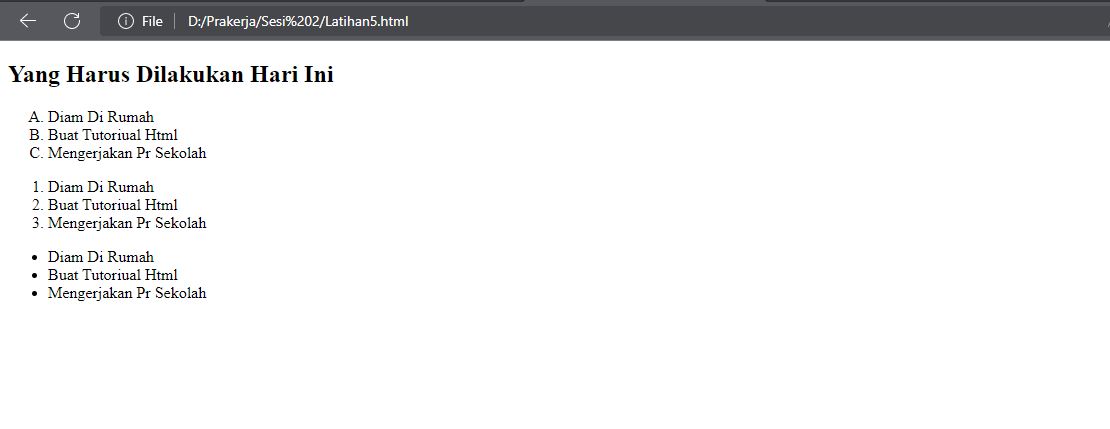 File D:/Prakerja/Sesi%202/Latihan5.html
Yang Harus Dilakukan Hari Ini
A. Diam Di Rumah
B. Buat Tutoriual Html
C. Mengerjakan Pr Sekolah
1. Diam Di Rumah
2. Buat Tutoriual Html
3. Mengerjakan Pr Sekolah
• Diam Di Rumah
• Buat Tutoriual Html
• Mengerjakan Pr Sekolah